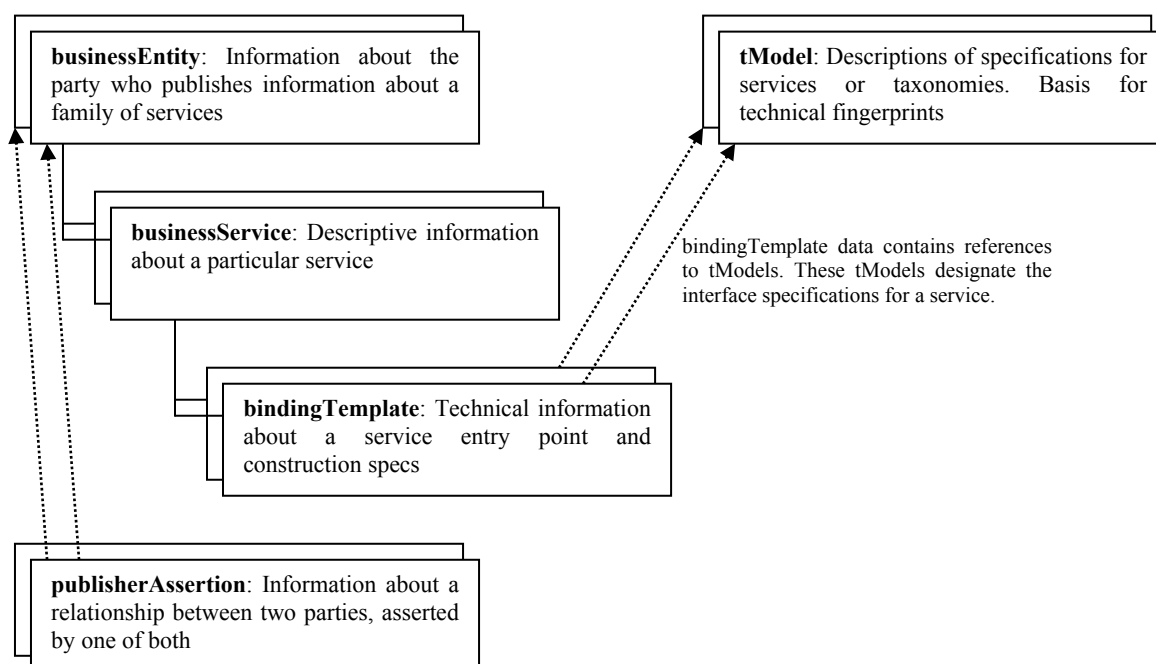 businessEntity: Information about the
party who publishes information about a
family of services
tModel: Descriptions of specifications for
services or taxonomies. Basis for
technical fingerprints
businessService: Descriptive information
about a particular service
bindingTemplate data contains references
to tModels. These tModels designate the
interface specifications for a service.
bindingTemplate: Technical information
about a service entry point and
construction specs
publisherAssertion: Information about a
relationship between two parties, asserted
by one of both